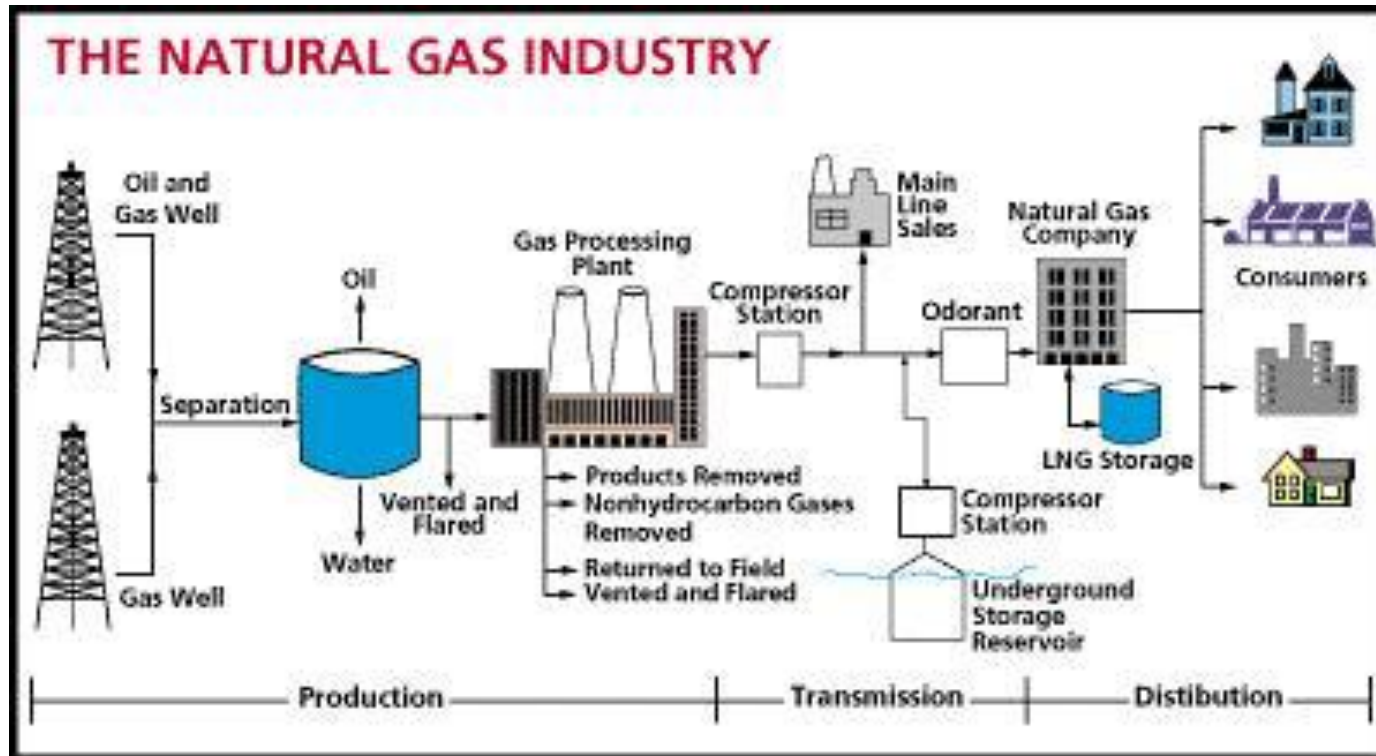 THE NATURAL GAS INDUSTRY
Oil and
Gas Well
Gas Well
Separation
Oil
Water
Vented and
Flared
Gas Processing
Plant
Products Removed
Nonhydrocarbon Gases
Removed
Returned to Field
Vented and Flared
Compressor
Station
Main
Line
Sales
Odorant
Compressor
Station
Underground
Storage
Reservoir
Natural Gas
Company
LNG Storage
Consumers
Production
Transmission
Distibution